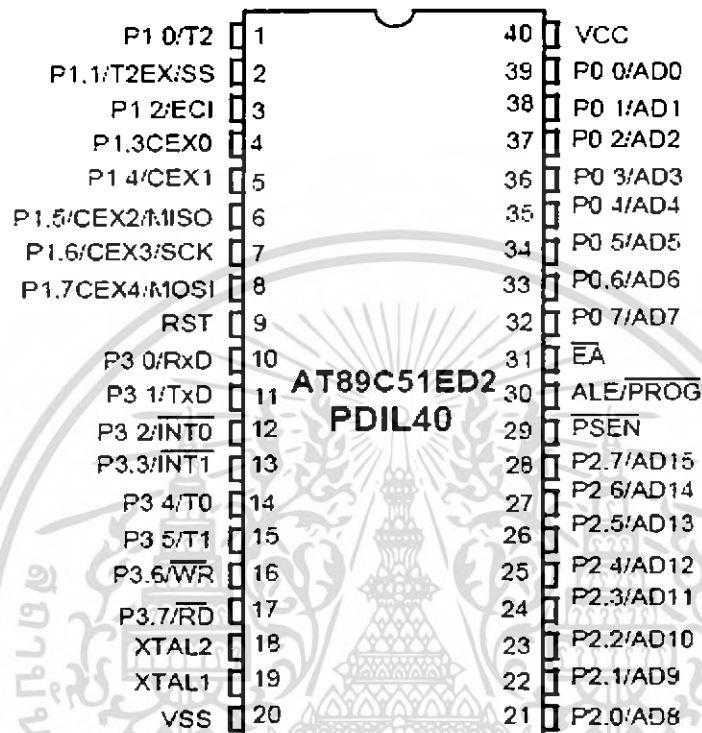 P1 0/T2 1 40 VCC
P1.1/T2EX/SS 2 39 P0 0/AD0
P1 2/ECI 3 38 P0 1/AD1
P1.3CEX0 4 37 P0 2/AD2
P1 4/CEX1 5 36 P0 3/AD3
P1.5/CEX2/MISO 6 35 P0 4/AD4
P1.6/CEX3/SCK 7 34 P0 5/AD5
P1.7CEX4/MOSI 8 33 P0.6/AD6
RST 9 32 P0 7/AD7
P3 0/RxD 10 31 EA
P3 1/TxD 11 AT89C51ED2 30 ALE/PROG
P3 2/INT0 12 PDIL40 29 PSEN
P3.3/INT1 13 28 P2.7/AD15
P3 4/T0 14 27 P2 6/AD14
P3 5/T1 15 26 P2.5/AD13
P3.6/WR 16 25 P2 4/AD12
P3.7/RD 17 24 P2.3/AD11
XTAL2 18 23 P2.2/AD10
XTAL1 19 22 P2.1/AD9
VSS 20 21 P2.0/AD8